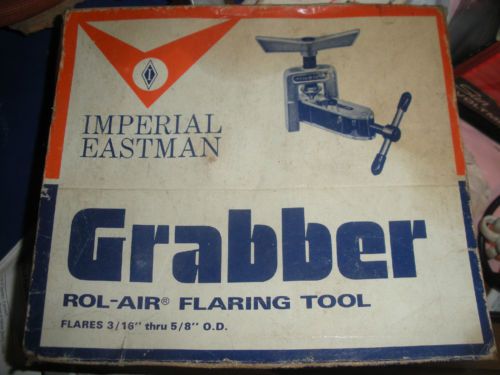 IMPERIAL
EASTMAN
Grabber
ROL-AIR® FLARING TOOL
FLARES 3/16" thru 5/8" O.D.